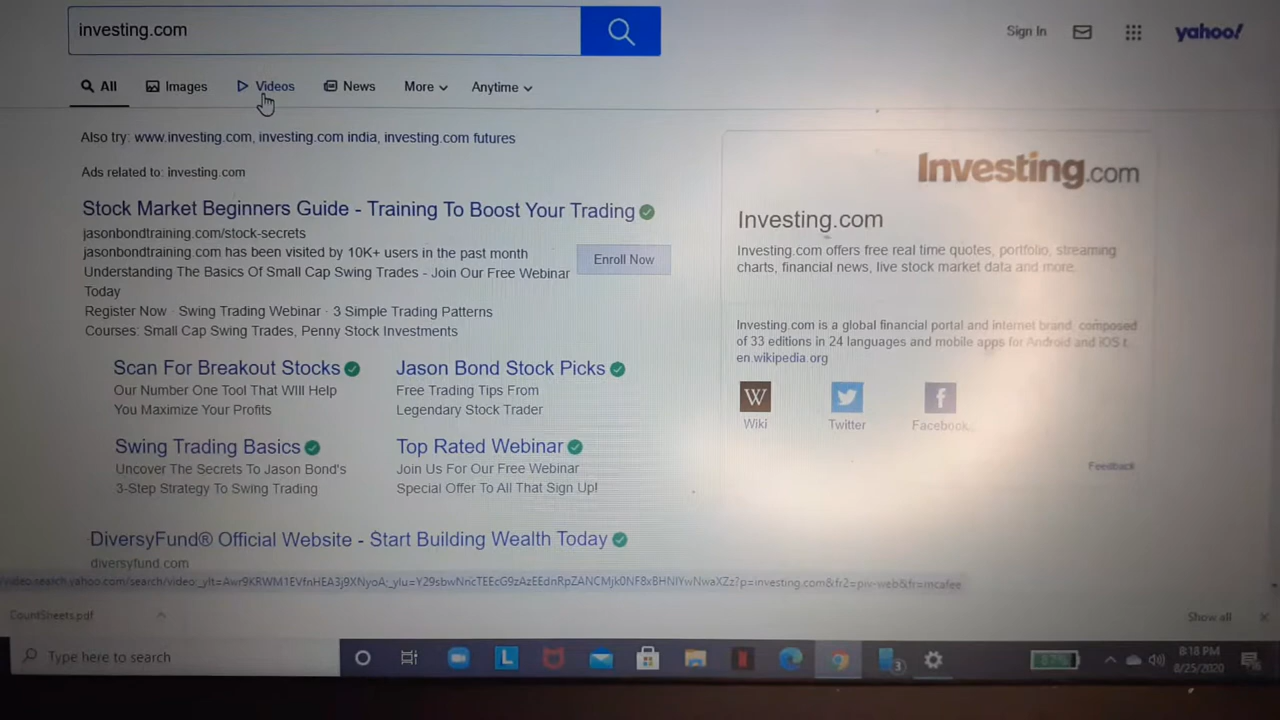 investing.com
Sign In
yahoo!
All Images Videos News More Anytime
Also try: www.investing.com, investing.com india, investing.com futures
Ads related to: investing.com
Stock Market Beginners Guide - Training To Boost Your Trading
jasonbondtraining.com/stock-secrets
jasonbondtraining.com has been visited by 10K+ users in the past month
Understanding The Basics Of Small Cap Swing Trades - Join Our Free Webinar
Today
Register Now · Swing Trading Webinar · 3 Simple Trading Patterns
Courses: Small Cap Swing Trades, Penny Stock Investments
Enroll Now
Scan For Breakout Stocks
Our Number One Tool That Will Help
You Maximize Your Profits
Jason Bond Stock Picks
Free Trading Tips From
Legendary Stock Trader
Swing Trading Basics
Uncover The Secrets To Jason Bond's
3-Step Strategy To Swing Trading
Top Rated Webinar
Join Us For Our Free Webinar
Special Offer To All That Sign Up!
DiversyFund® Official Website - Start Building Wealth Today
diversyfund.com
Investing.com
Investing.com
Investing.com offers free real time quotes, portfolio, streaming
charts, financial news, live stock market data and more.
Investing.com is a global financial portal and internet brand, composed
of 33 editions in 24 languages and mobile apps for Android and iOS t
en.wikipedia.org
W
Wiki
Twitter
Facebook
Feedback
CountSheets.pdf
Show all
Type here to search
L
3
87%
8:18 PM
8/25/2020